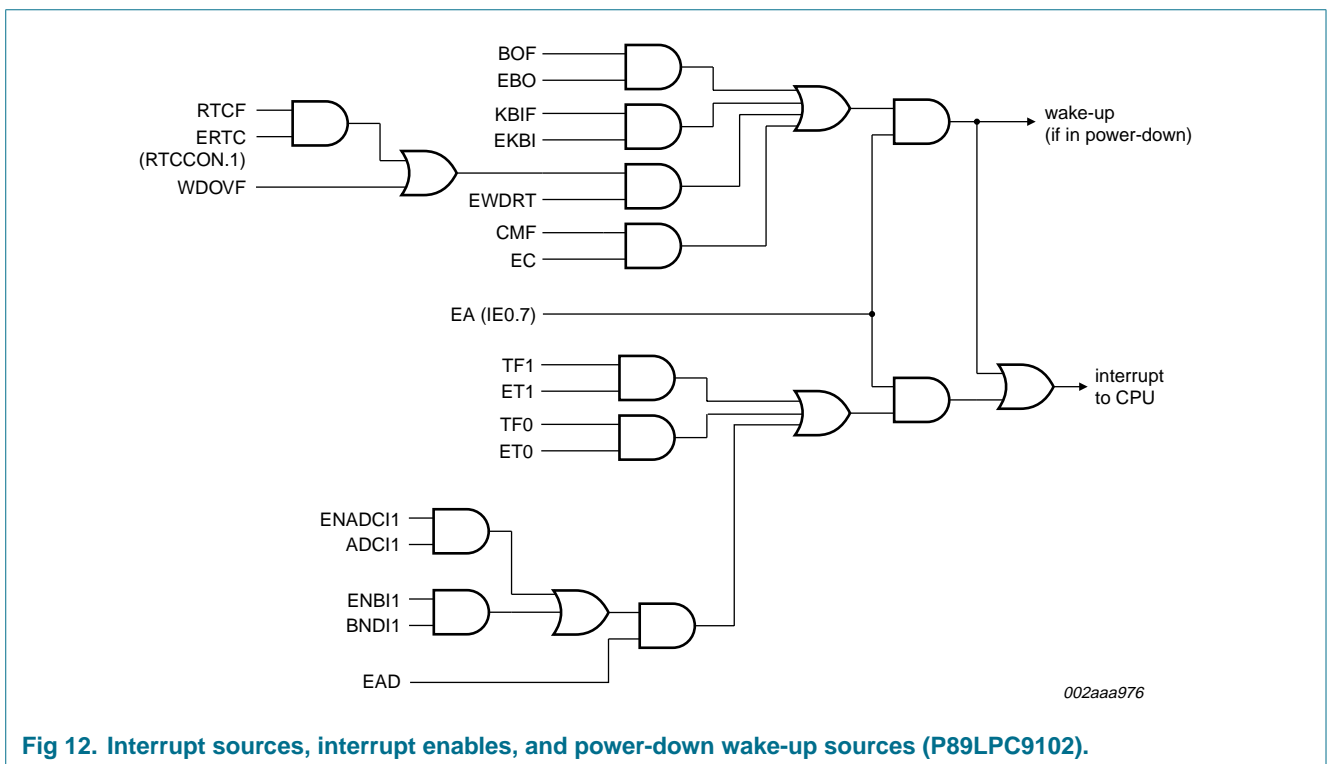 BOF
EBO
KBIF
EKBI
RTCF
ERTC
(RTCCON.1)
WDOVF
EWDRT
CMF
EC
wake-up
(if in power-down)
EA (IE0.7)
TF1
ET1
TF0
ET0
interrupt
to CPU
ENADCI1
ADCI1
ENBI1
BNDI1
EAD
002aaa976
Fig 12. Interrupt sources, interrupt enables, and power-down wake-up sources (P89LPC9102).